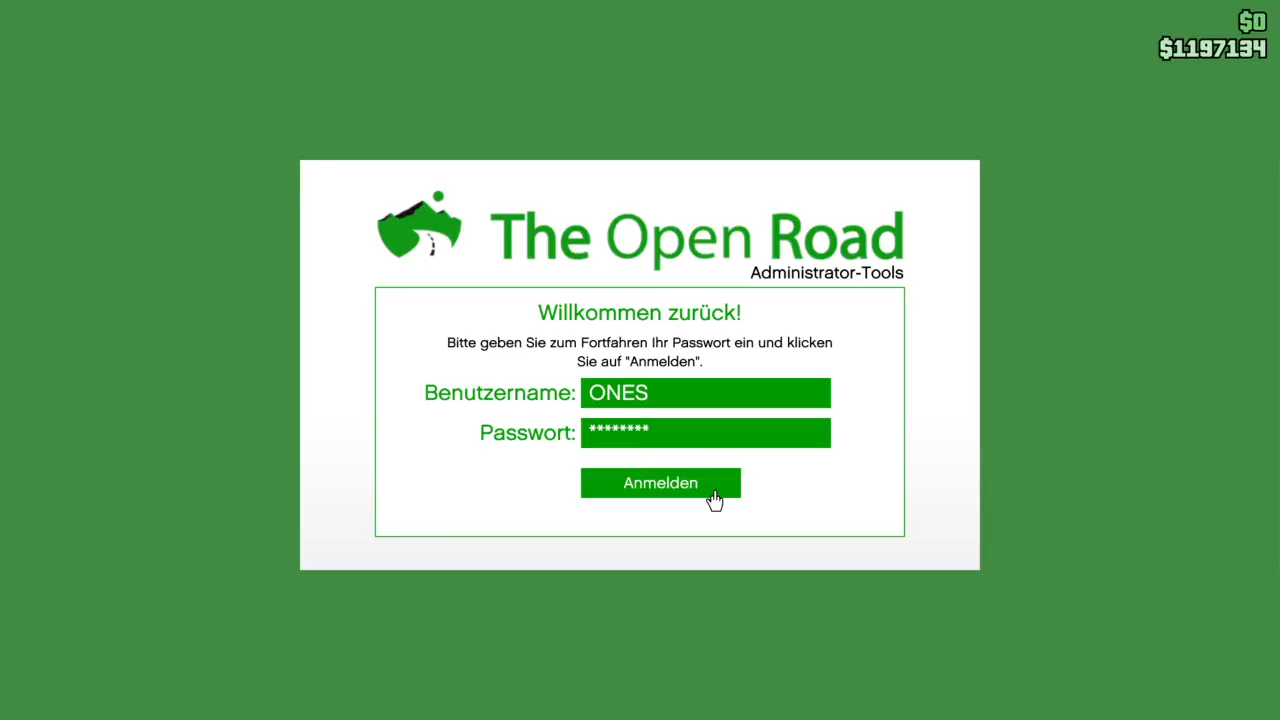 $0
$1197134
The Open Road
Administrator-Tools
Willkommen zurück!
Bitte geben Sie zum Fortfahren Ihr Passwort ein und klicken
Sie auf "Anmelden".
Benutzername: ONES
Passwort: ********
Anmelden